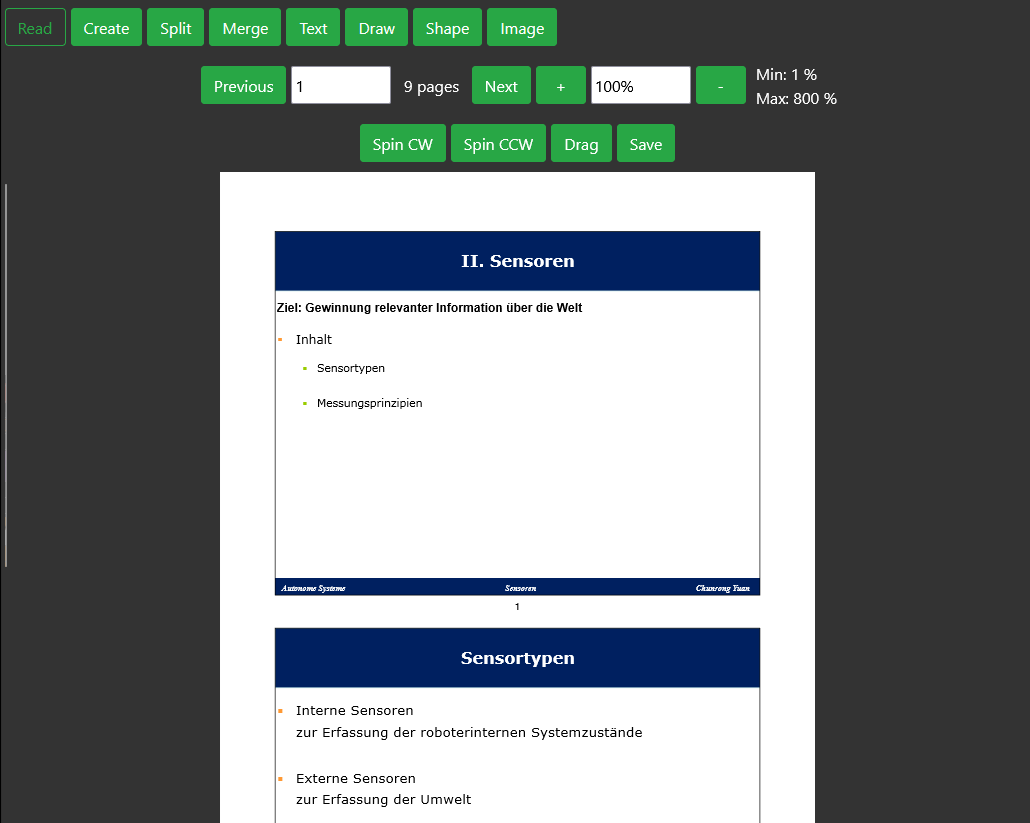 Read Create Split Merge Text Draw Shape Image
Previous 1 9 pages Next + 100% - Min: 1 %
Max: 800 %
Spin CW Spin CCW Drag Save
II. Sensoren
Ziel: Gewinnung relevanter Information über die Welt
Inhalt
Sensortypen
Messungsprinzipien
Autonome Systeme Sensoren Chunrong Yuan
1
Sensortypen
Interne Sensoren
zur Erfassung der roboterinternen Systemzustände
Externe Sensoren
zur Erfassung der Umwelt